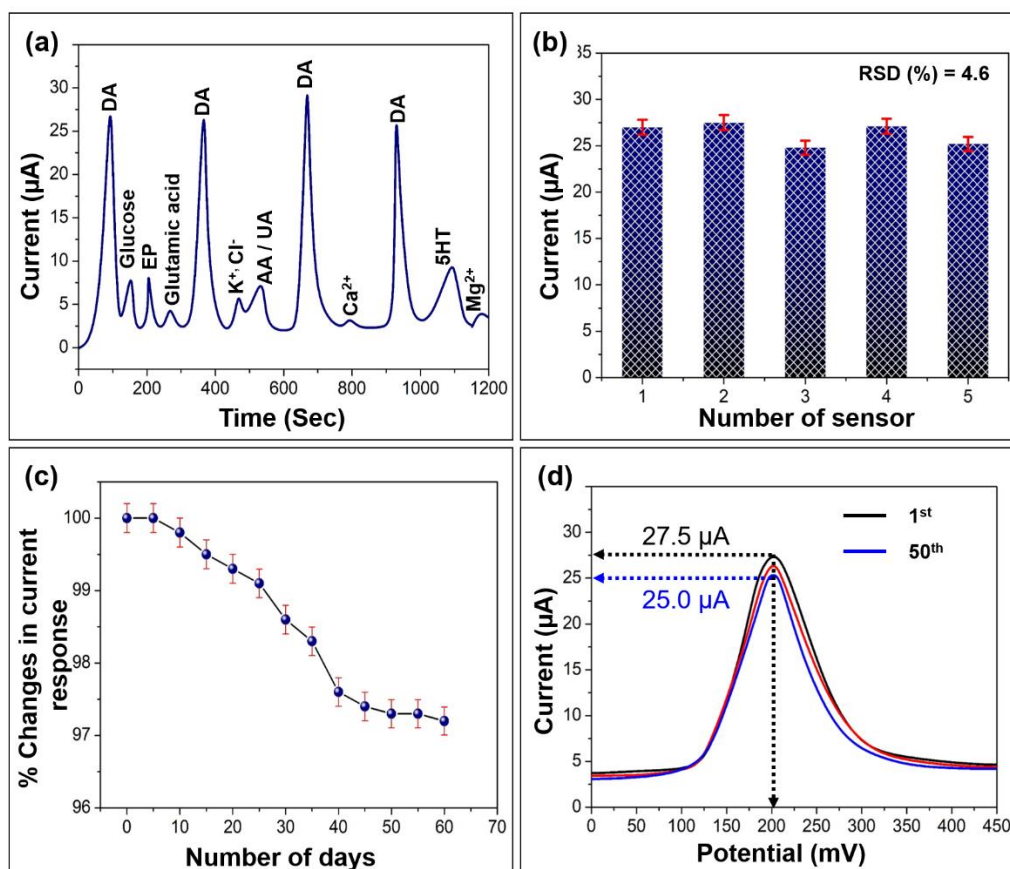 (a)
DA
Glucose
EP
Glutamic acid
DA
K⁺, Cl⁻
AA / UA
DA
Ca²⁺
DA
5HT
Mg²⁺
Current (µA)
35
30
25
20
15
10
5
0
0 200 400 600 800 1000 1200
Time (Sec)
(b)
RSD (%) = 4.6
Current (µA)
35
30
25
20
15
10
5
0
1 2 3 4 5
Number of sensor
(c)
% Changes in current
response
100
99
98
97
96
0 10 20 30 40 50 60 70
Number of days
(d)
1st
50th
27.5 µA
25.0 µA
Current (µA)
35
30
25
20
15
10
5
0
0 50 100 150 200 250 300 350 400 450
Potential (mV)